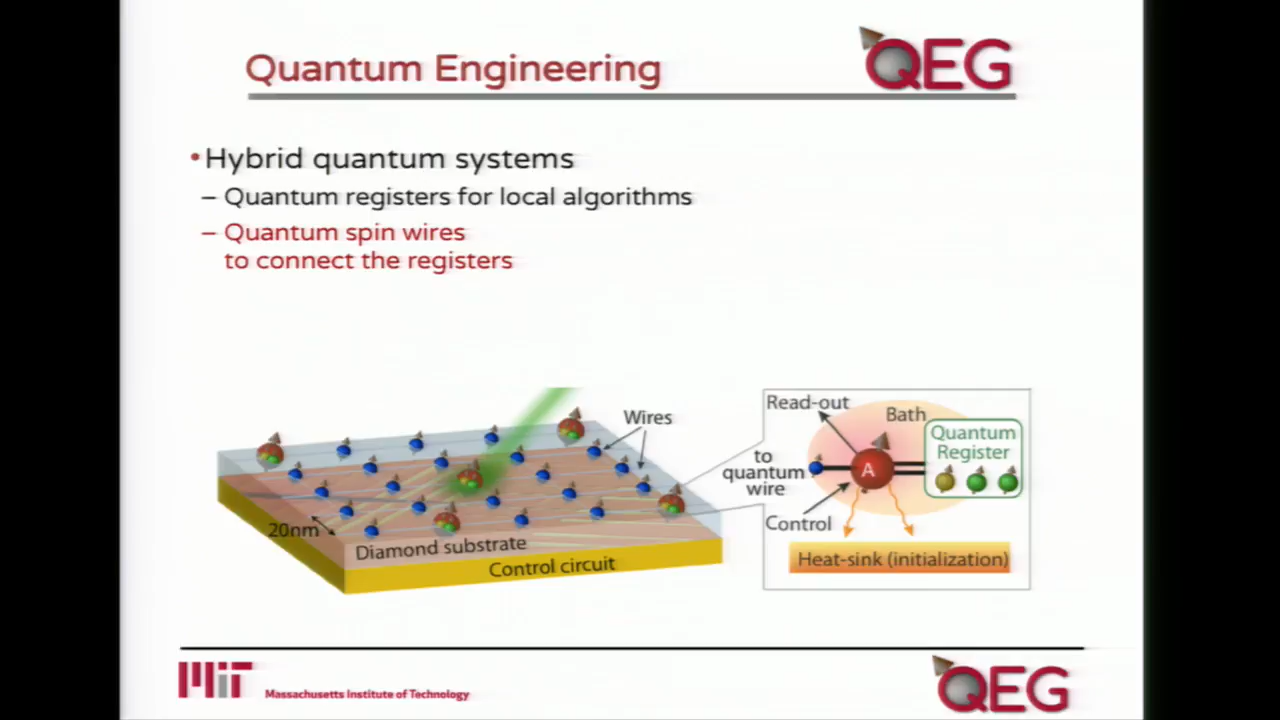 Quantum Engineering
QEG
•Hybrid quantum systems
– Quantum registers for local algorithms
– Quantum spin wires
to connect the registers
Wires
20nm
Diamond substrate
Control circuit
Read-out
Bath
Quantum
Register
to
quantum
wire
A
Control
Heat-sink (initialization)
MIT
Massachusetts Institute of Technology
QEG